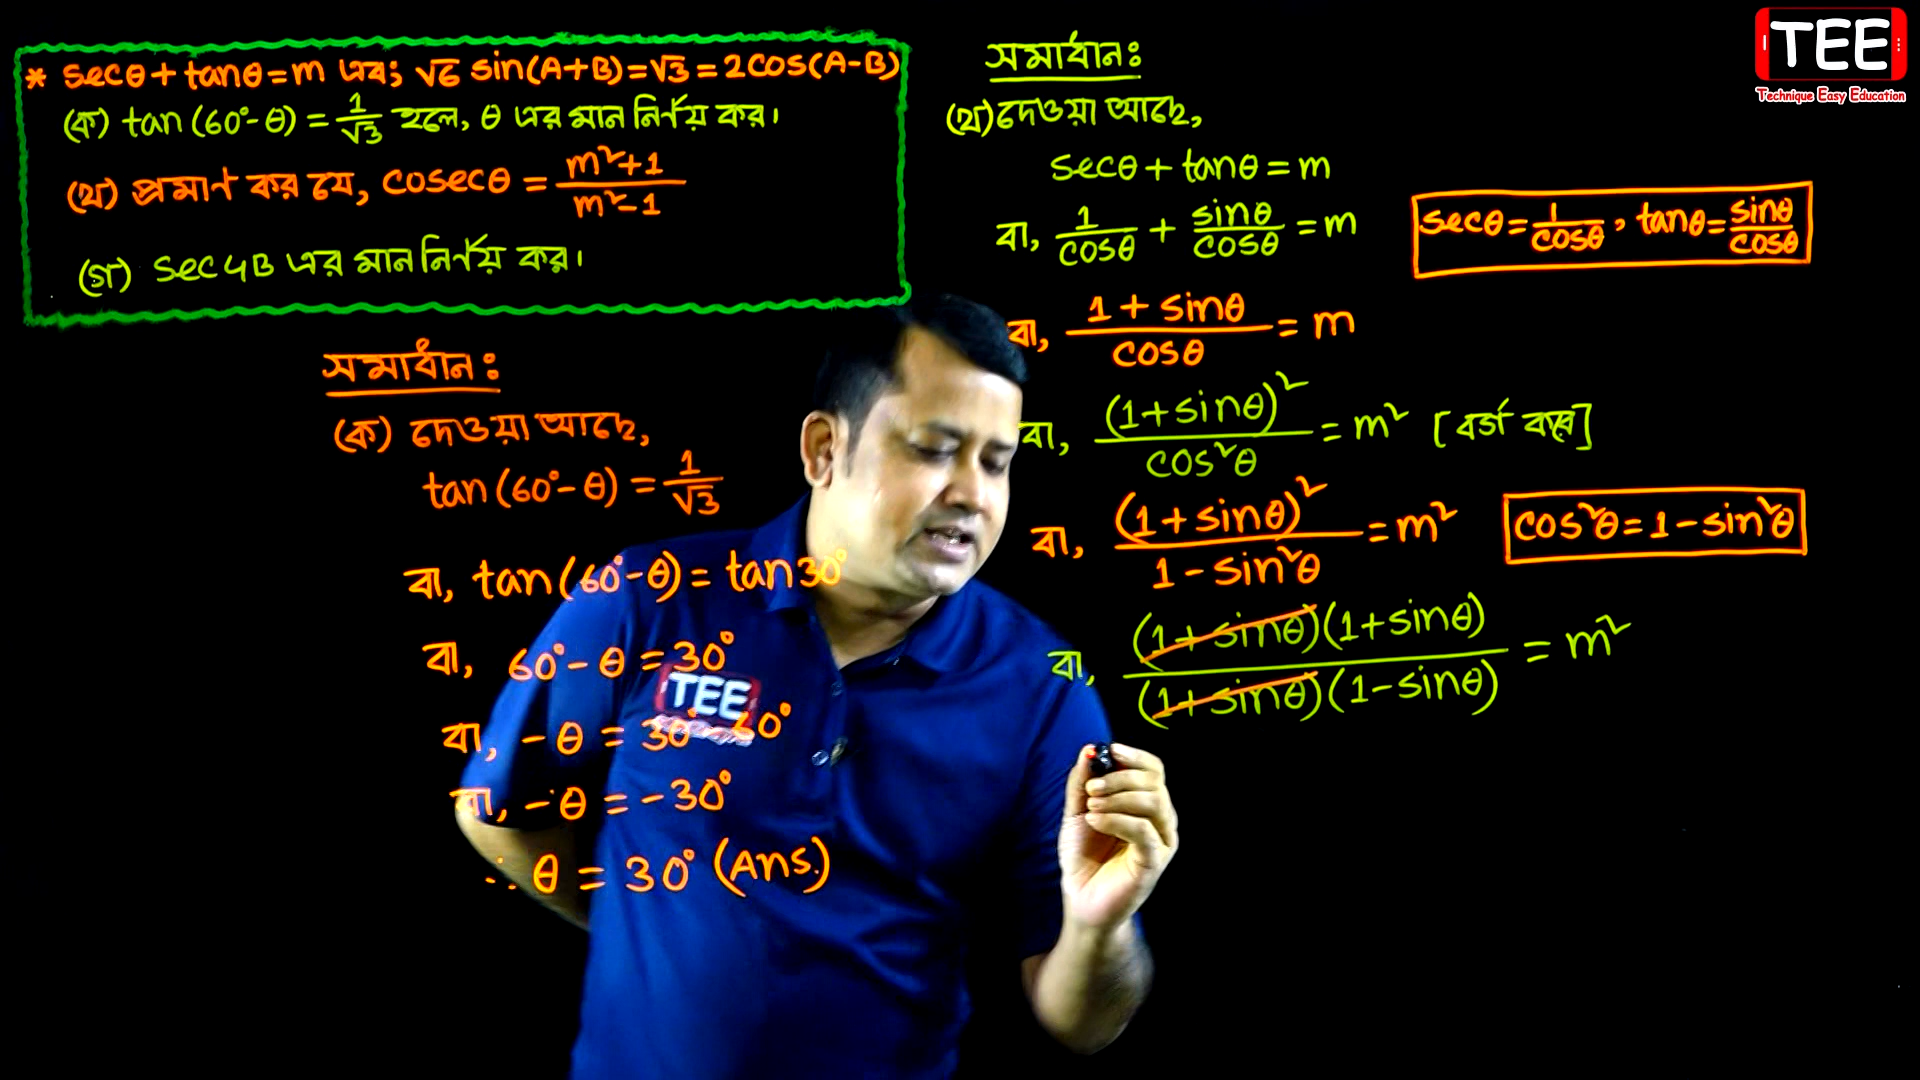 * secθ + tanθ = m এবং √6 sin(A+B) = √3 = 2cos(A-B)
(ক) tan(60°-θ) = 1/√3 হলে, θ এর মান নির্ণয় কর।
(খ) প্রমাণ কর যে, cosecθ = m²+1/m²-1
(গ) sec4B এর মান নির্ণয় কর।
সমাধানঃ
(ক) দেওয়া আছে,
tan(60°-θ) = 1/√3
বা, tan(60°-θ) = tan30°
বা, 60°-θ = 30°
বা, -θ = 30°-60°
বা, -θ = -30°
∴ θ = 30° (Ans.)
সমাধানঃ
(খ) দেওয়া আছে,
secθ + tanθ = m
বা, 1/cosθ + sinθ/cosθ = m
secθ = 1/cosθ, tanθ = sinθ/cosθ
বা, 1 + sinθ/cosθ = m
বা, (1+sinθ)²/cos²θ = m² [বর্গ করে]
বা, (1+sinθ)²/1-sin²θ = m²
cos²θ = 1-sin²θ
বা, (1+sinθ)(1+sinθ)/(1+sinθ)(1-sinθ) = m²
TEE
Technique Easy Education
TEE